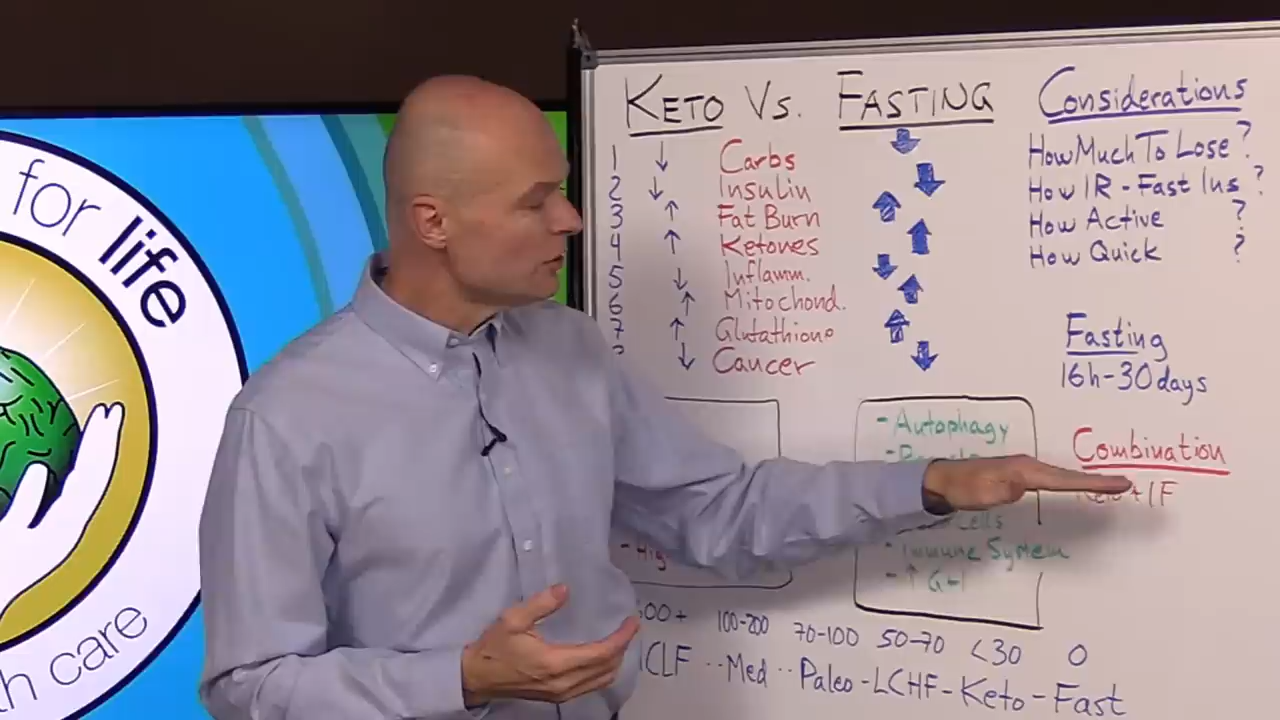 for life
health care
KETO Vs. FASTING
1 ↓ Carbs
2 ↓ Insulin
3 ↑ Fat Burn
4 ↑ Ketones
5 ↓ Inflamm.
6 ↑ Mitochond.
7 ↑ Glutathione
↓ Cancer
Considerations
How Much To Lose?
How IR - Fast Ins ?
How Active ?
How Quick ?
Fasting
16h-30days
Combination
Keto + IF
- Autophagy
Cells
- Immune System
- ↑
100-200 70-100 50-70 <30 0
CLF ·· Med ·· Paleo - LCHF - Keto - Fast